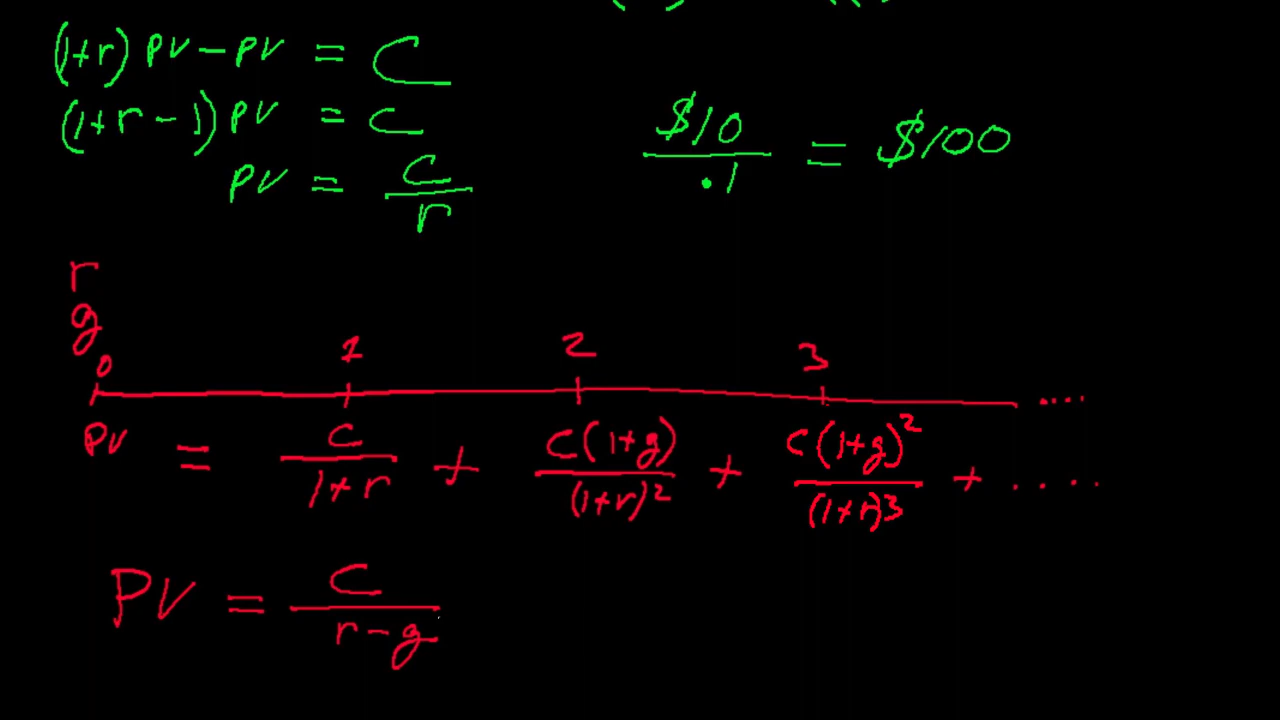 (1+r) PV - PV = C
(1+r - 1) PV = C
PV = C/r
$10/.1 = $100
r
g
0 1 2 3 ....
PV = C/1+r + C(1+g)/(1+r)2 + C(1+g)2/(1+r)3 + ....
PV = C/r-g